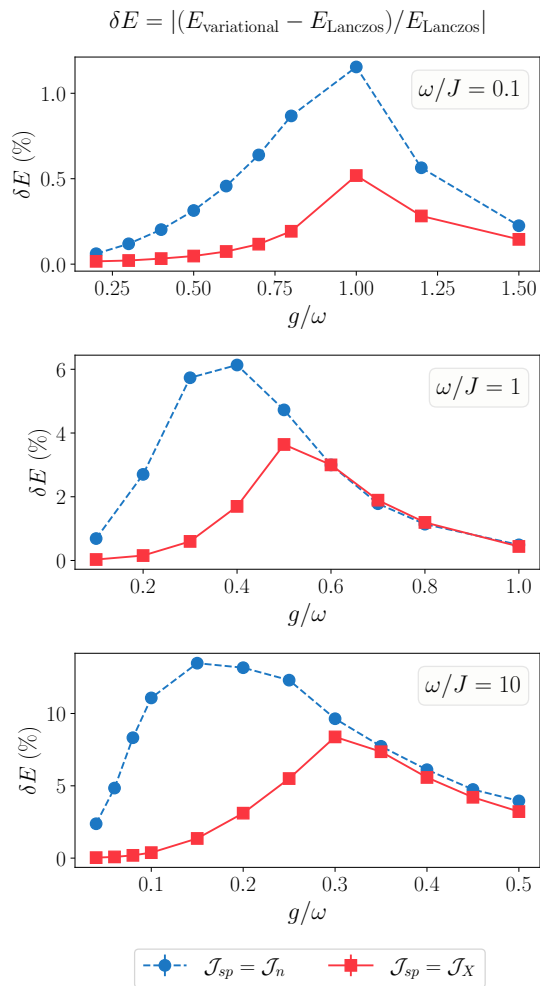 δE = |(E_variational − E_Lanczos)/E_Lanczos|
ω/J = 0.1
δE (%)
1.0
0.5
0.0
0.25 0.50 0.75 1.00 1.25 1.50
g/ω
ω/J = 1
δE (%)
6
4
2
0
0.2 0.4 0.6 0.8 1.0
g/ω
ω/J = 10
δE (%)
10
5
0
0.1 0.2 0.3 0.4 0.5
g/ω
𝒥_sp = 𝒥_n 𝒥_sp = 𝒥_X